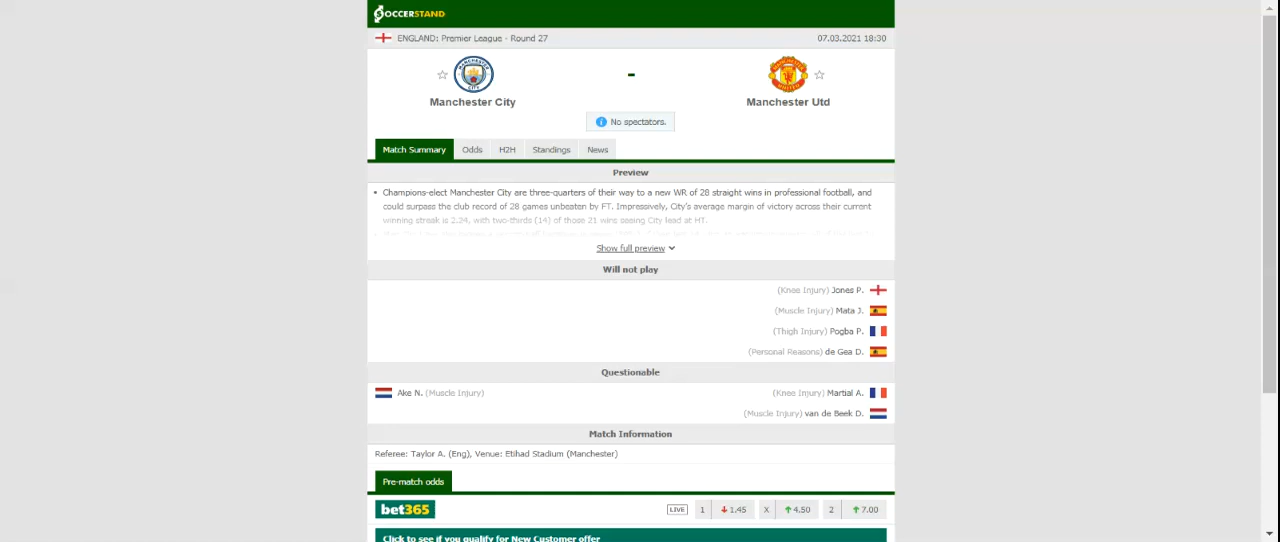 SOCCERSTAND
ENGLAND: Premier League - Round 27 07.03.2021 18:30
-
Manchester City Manchester Utd
No spectators.
Match Summary Odds H2H Standings News
Preview
• Champions-elect Manchester City are three-quarters of their way to a new WR of 28 straight wins in professional football, and
could surpass the club record of 28 games unbeaten by FT. Impressively, City's average margin of victory across their current
winning streak is 2.24, with two-thirds (14) of those 21 wins seeing City lead at HT.
Show full preview
Will not play
(Knee Injury) Jones P.
(Muscle Injury) Mata J.
(Thigh Injury) Pogba P.
(Personal Reasons) de Gea D.
Questionable
Ake N. (Muscle Injury) (Knee Injury) Martial A.
(Muscle Injury) van de Beek D.
Match Information
Referee: Taylor A. (Eng), Venue: Etihad Stadium (Manchester)
Pre-match odds
bet365 LIVE 1 1.45 X 4.50 2 7.00
Click to see if you qualify for New Customer offer